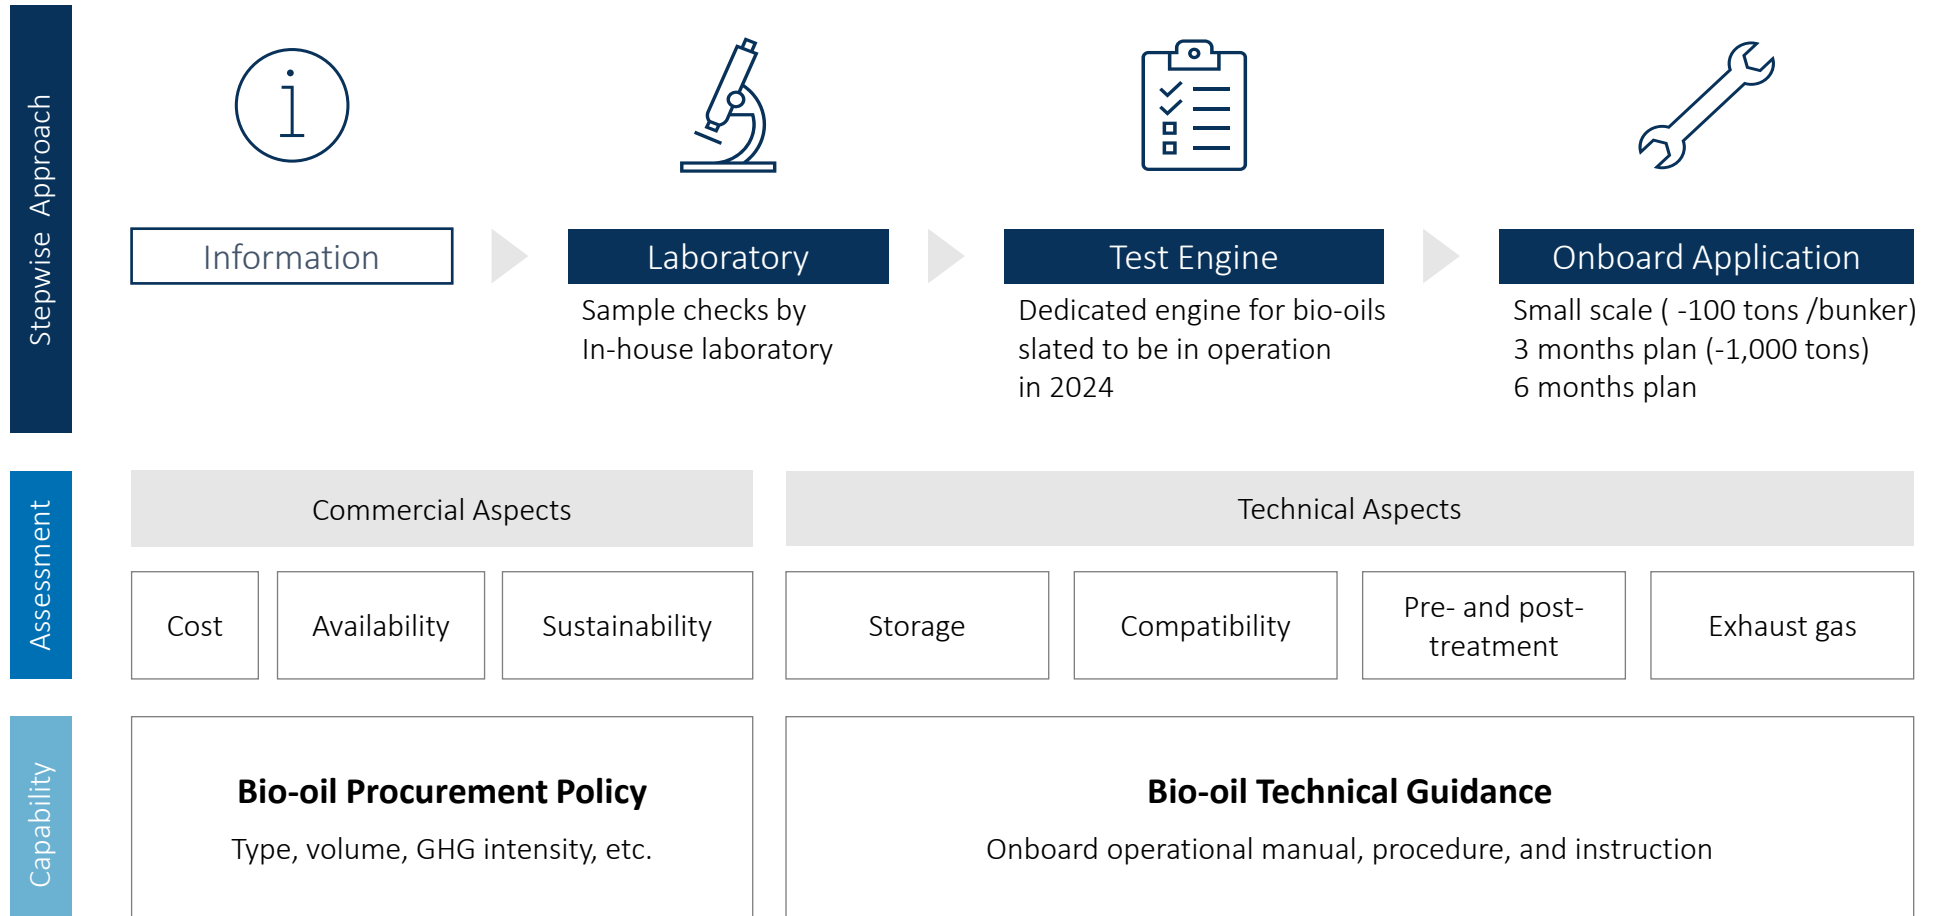 Stepwise Approach
Information
Laboratory
Test Engine
Onboard Application
Sample checks by
In-house laboratory
Dedicated engine for bio-oils
slated to be in operation
in 2024
Small scale ( -100 tons /bunker)
3 months plan (-1,000 tons)
6 months plan
Assessment
Commercial Aspects
Technical Aspects
Cost
Availability
Sustainability
Storage
Compatibility
Pre- and post-
treatment
Exhaust gas
Capability
Bio-oil Procurement Policy
Type, volume, GHG intensity, etc.
Bio-oil Technical Guidance
Onboard operational manual, procedure, and instruction